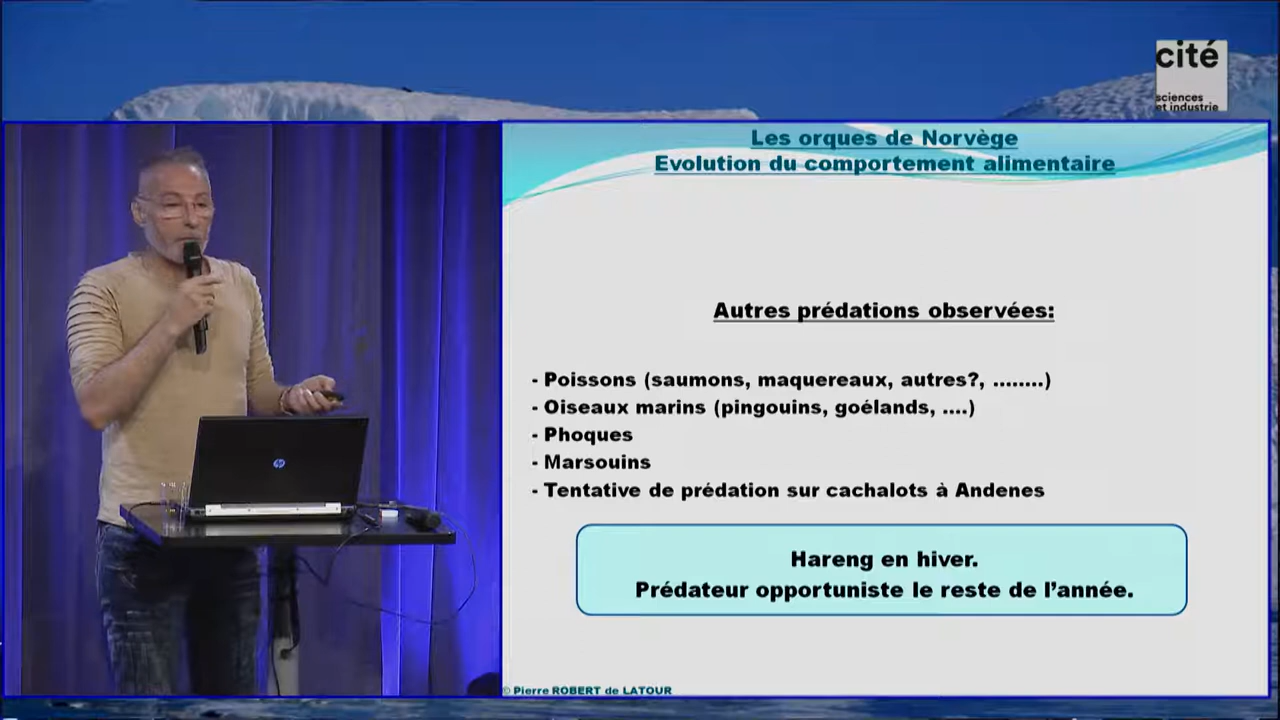 cité
sciences
et industrie
Les orques de Norvège
Evolution du comportement alimentaire
Autres prédations observées:
- Poissons (saumons, maquereaux, autres?, ........)
- Oiseaux marins (pingouins, goélands, ....)
- Phoques
- Marsouins
- Tentative de prédation sur cachalots à Andenes
Hareng en hiver.
Prédateur opportuniste le reste de l’année.
© Pierre ROBERT de LATOUR
hp